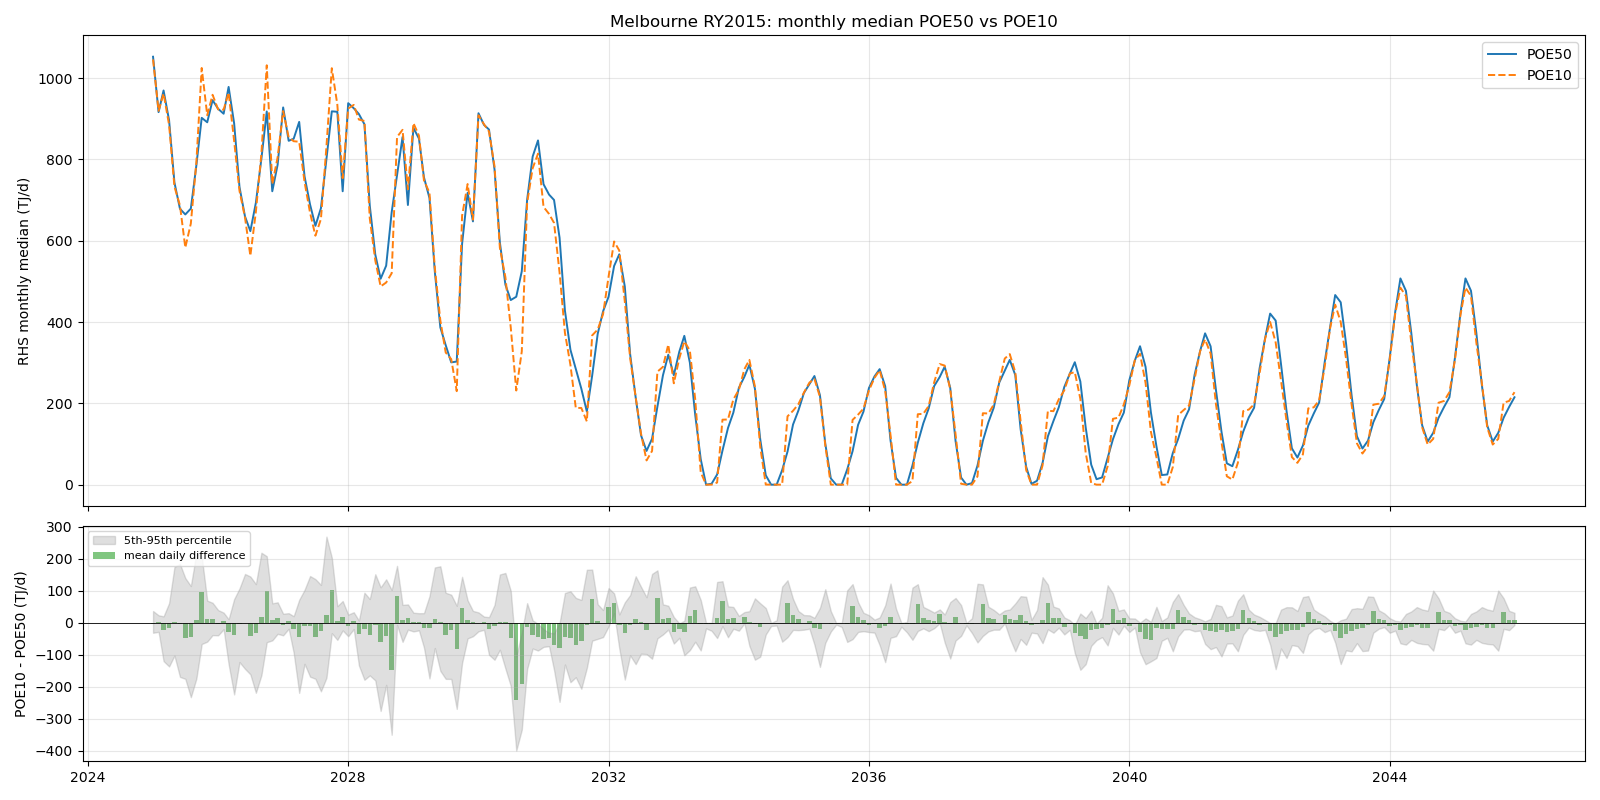 Melbourne RY2015: monthly median POE50 vs POE10
RHS monthly median (TJ/d)
1000
800
600
400
200
0
POE50
POE10
POE10 - POE50 (TJ/d)
300
200
100
0
−100
−200
−300
−400
5th-95th percentile
mean daily difference
2024
2028
2032
2036
2040
2044